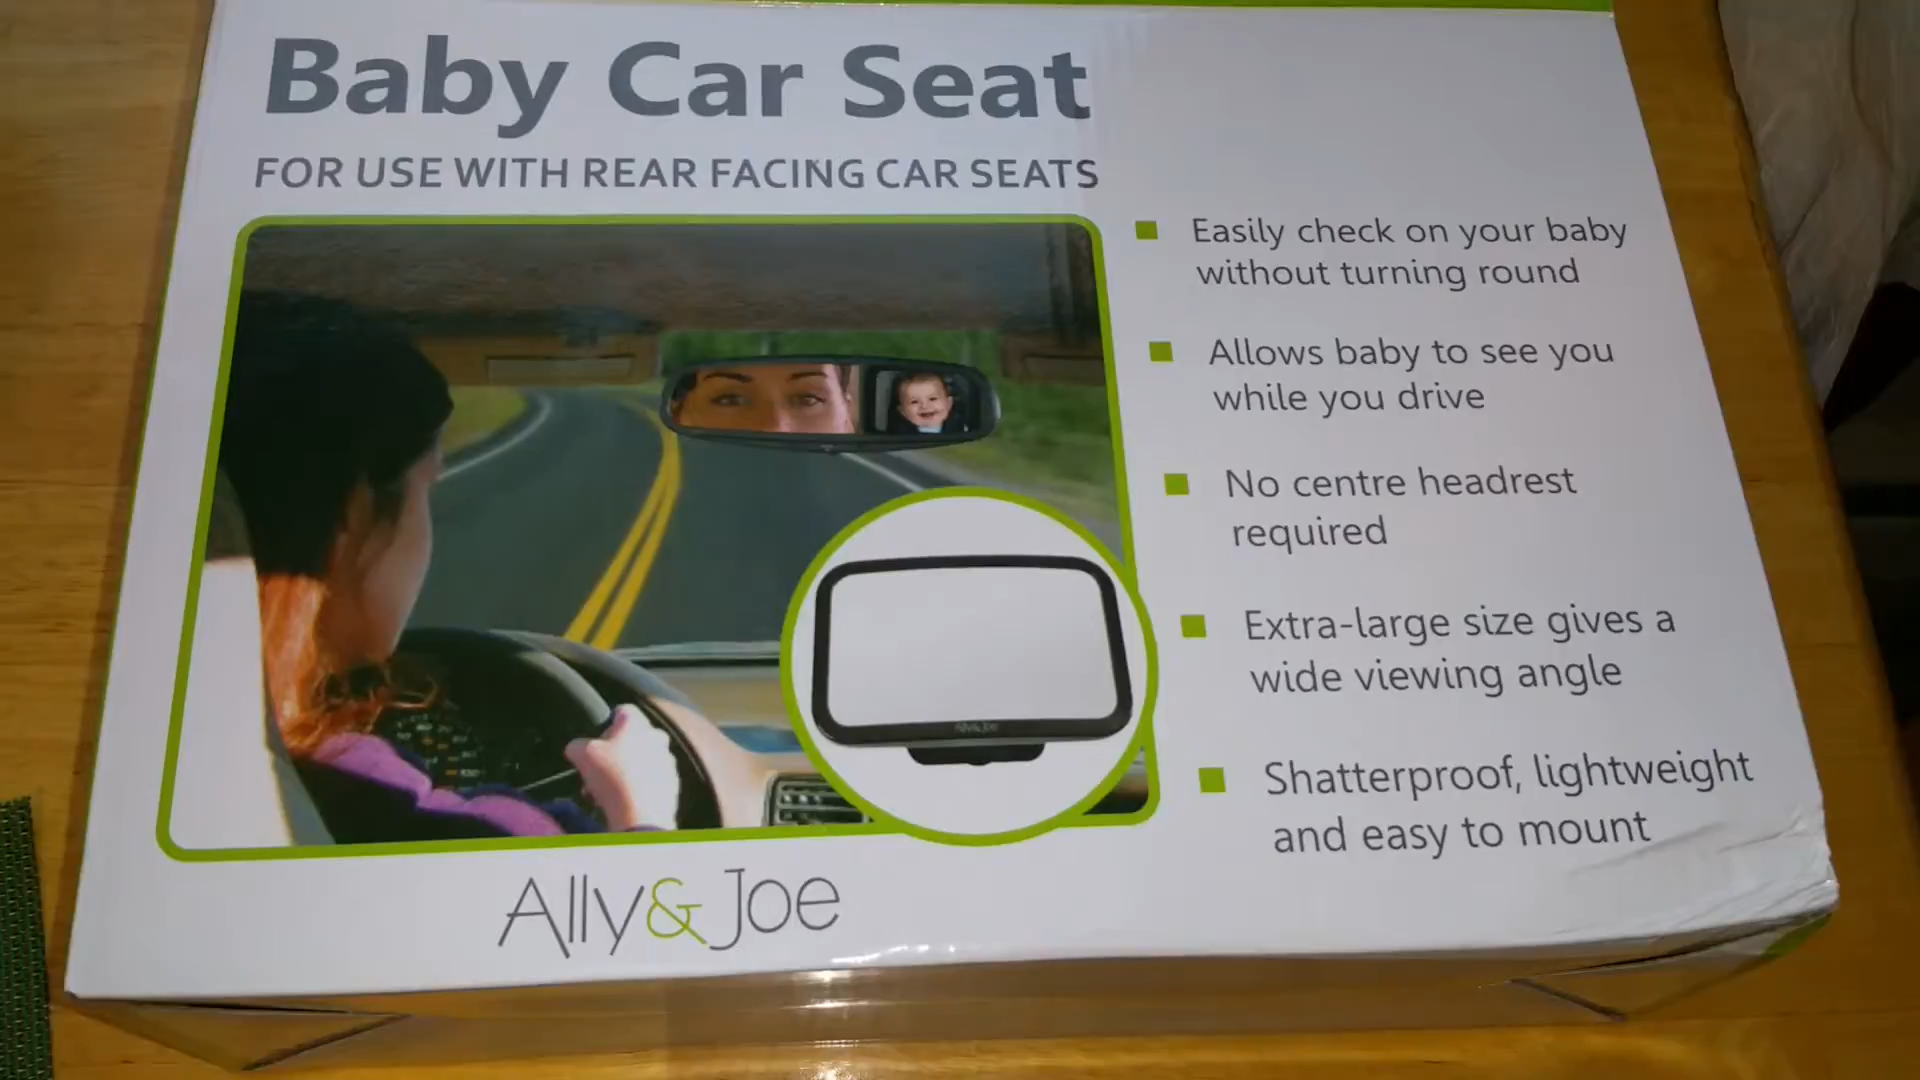 Baby Car Seat
FOR USE WITH REAR FACING CAR SEATS
Easily check on your baby
without turning round
Allows baby to see you
while you drive
No centre headrest
required
Extra-large size gives a
wide viewing angle
Shatterproof, lightweight
and easy to mount
Ally&Joe
Ally&Joe